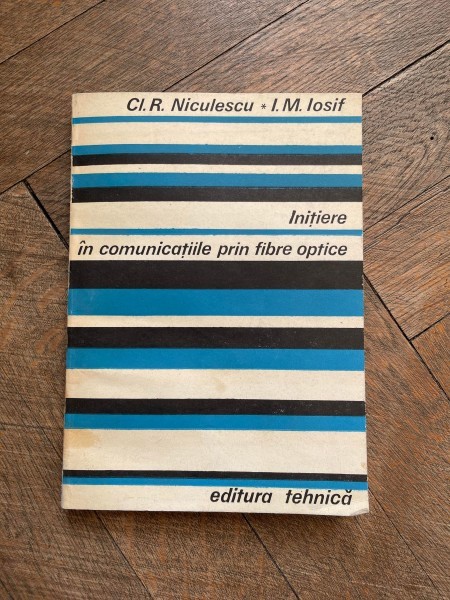 Cl. R. Niculescu * I. M. Iosif
Inițiere
în comunicațiile prin fibre optice
editura tehnică